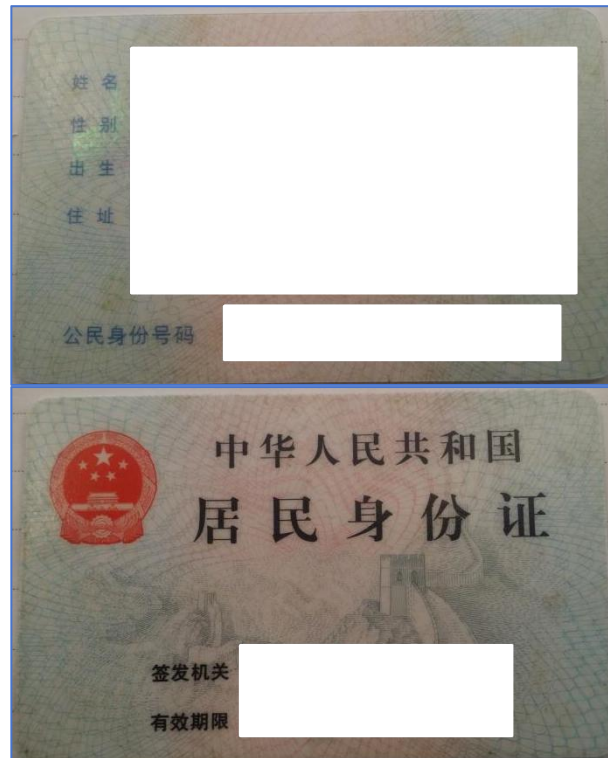 姓名
性别
出生
住址
公民身份号码
中华人民共和国
居民身份证
签发机关
有效期限